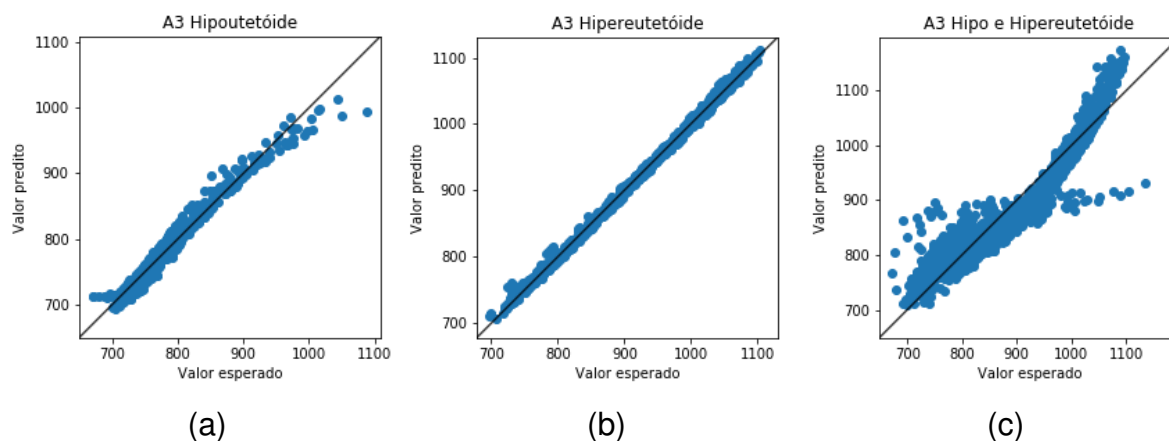 A3 Hipoutetóide
1100
1000
900
800
700
Valor predito
700 800 900 1000 1100
Valor esperado
(a)
A3 Hipereutetóide
1100
1000
900
800
700
Valor predito
700 800 900 1000 1100
Valor esperado
(b)
A3 Hipo e Hipereutetóide
1100
1000
900
800
700
Valor predito
700 800 900 1000 1100
Valor esperado
(c)